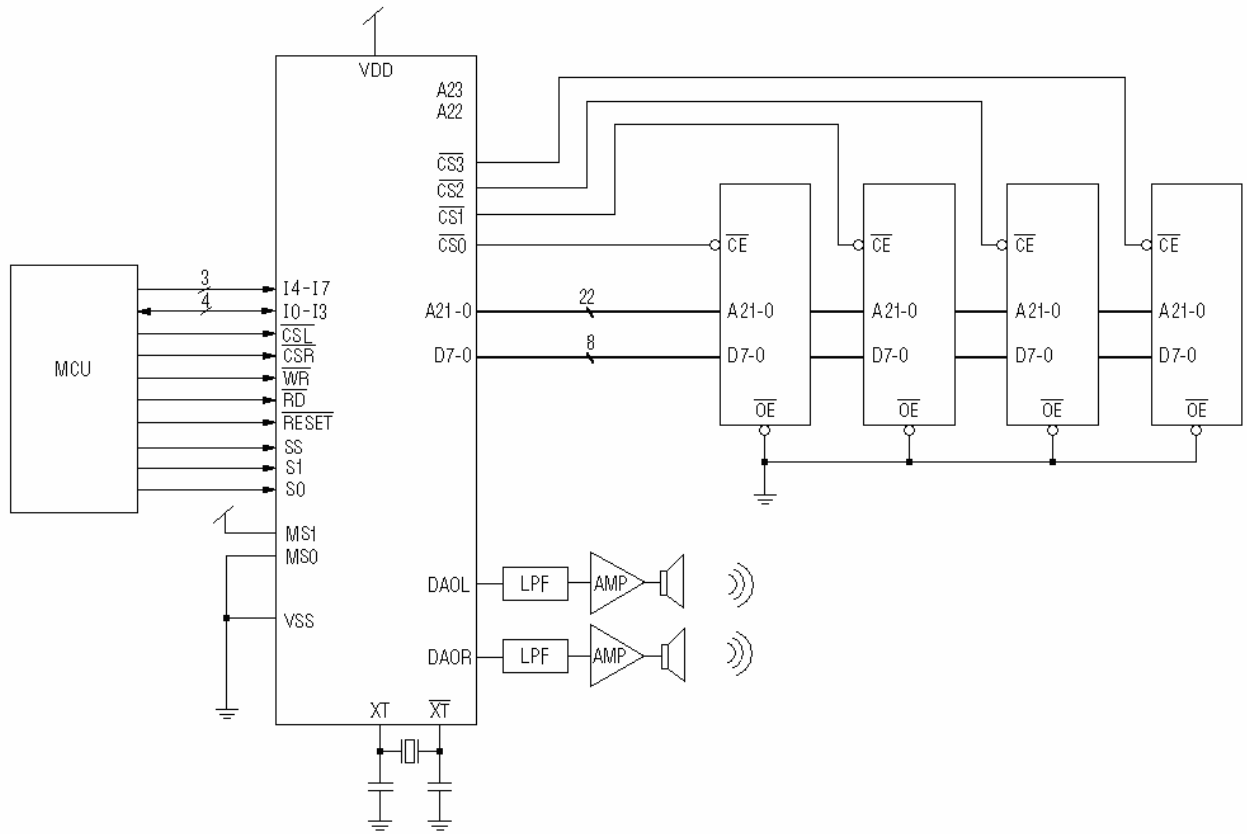 VDD
A23
A22
CS3
CS2
CS1
CS0
CE
CE
CE
CE
3
I4-I7
4
I0-I3
A21-0
22
A21-0
A21-0
A21-0
A21-0
CSL
CSR
D7-0
8
D7-0
D7-0
D7-0
D7-0
MCU
WR
RD
OE
OE
OE
OE
RESET
SS
S1
S0
MS1
MS0
DAOL
LPF
AMP
VSS
DAOR
LPF
AMP
XT
XT